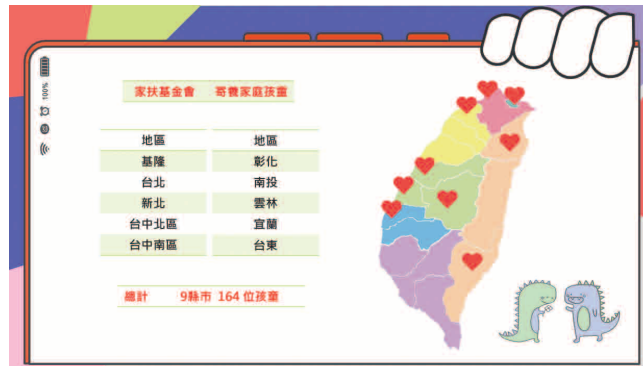 100%
家扶基金會 寄養家庭孩童
地區 地區
基隆 彰化
台北 南投
新北 雲林
台中北區 宜蘭
台中南區 台東
總計 9縣市 164 位孩童